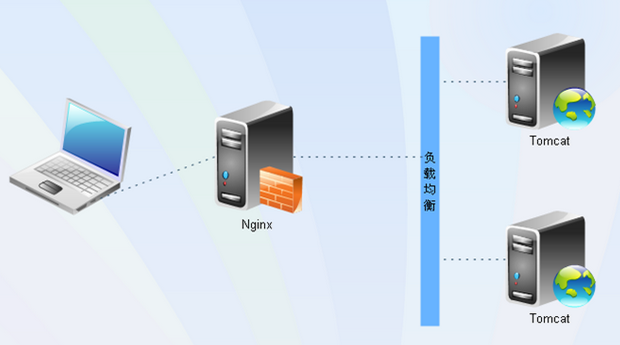 Nginx
负载均衡
Tomcat
Tomcat